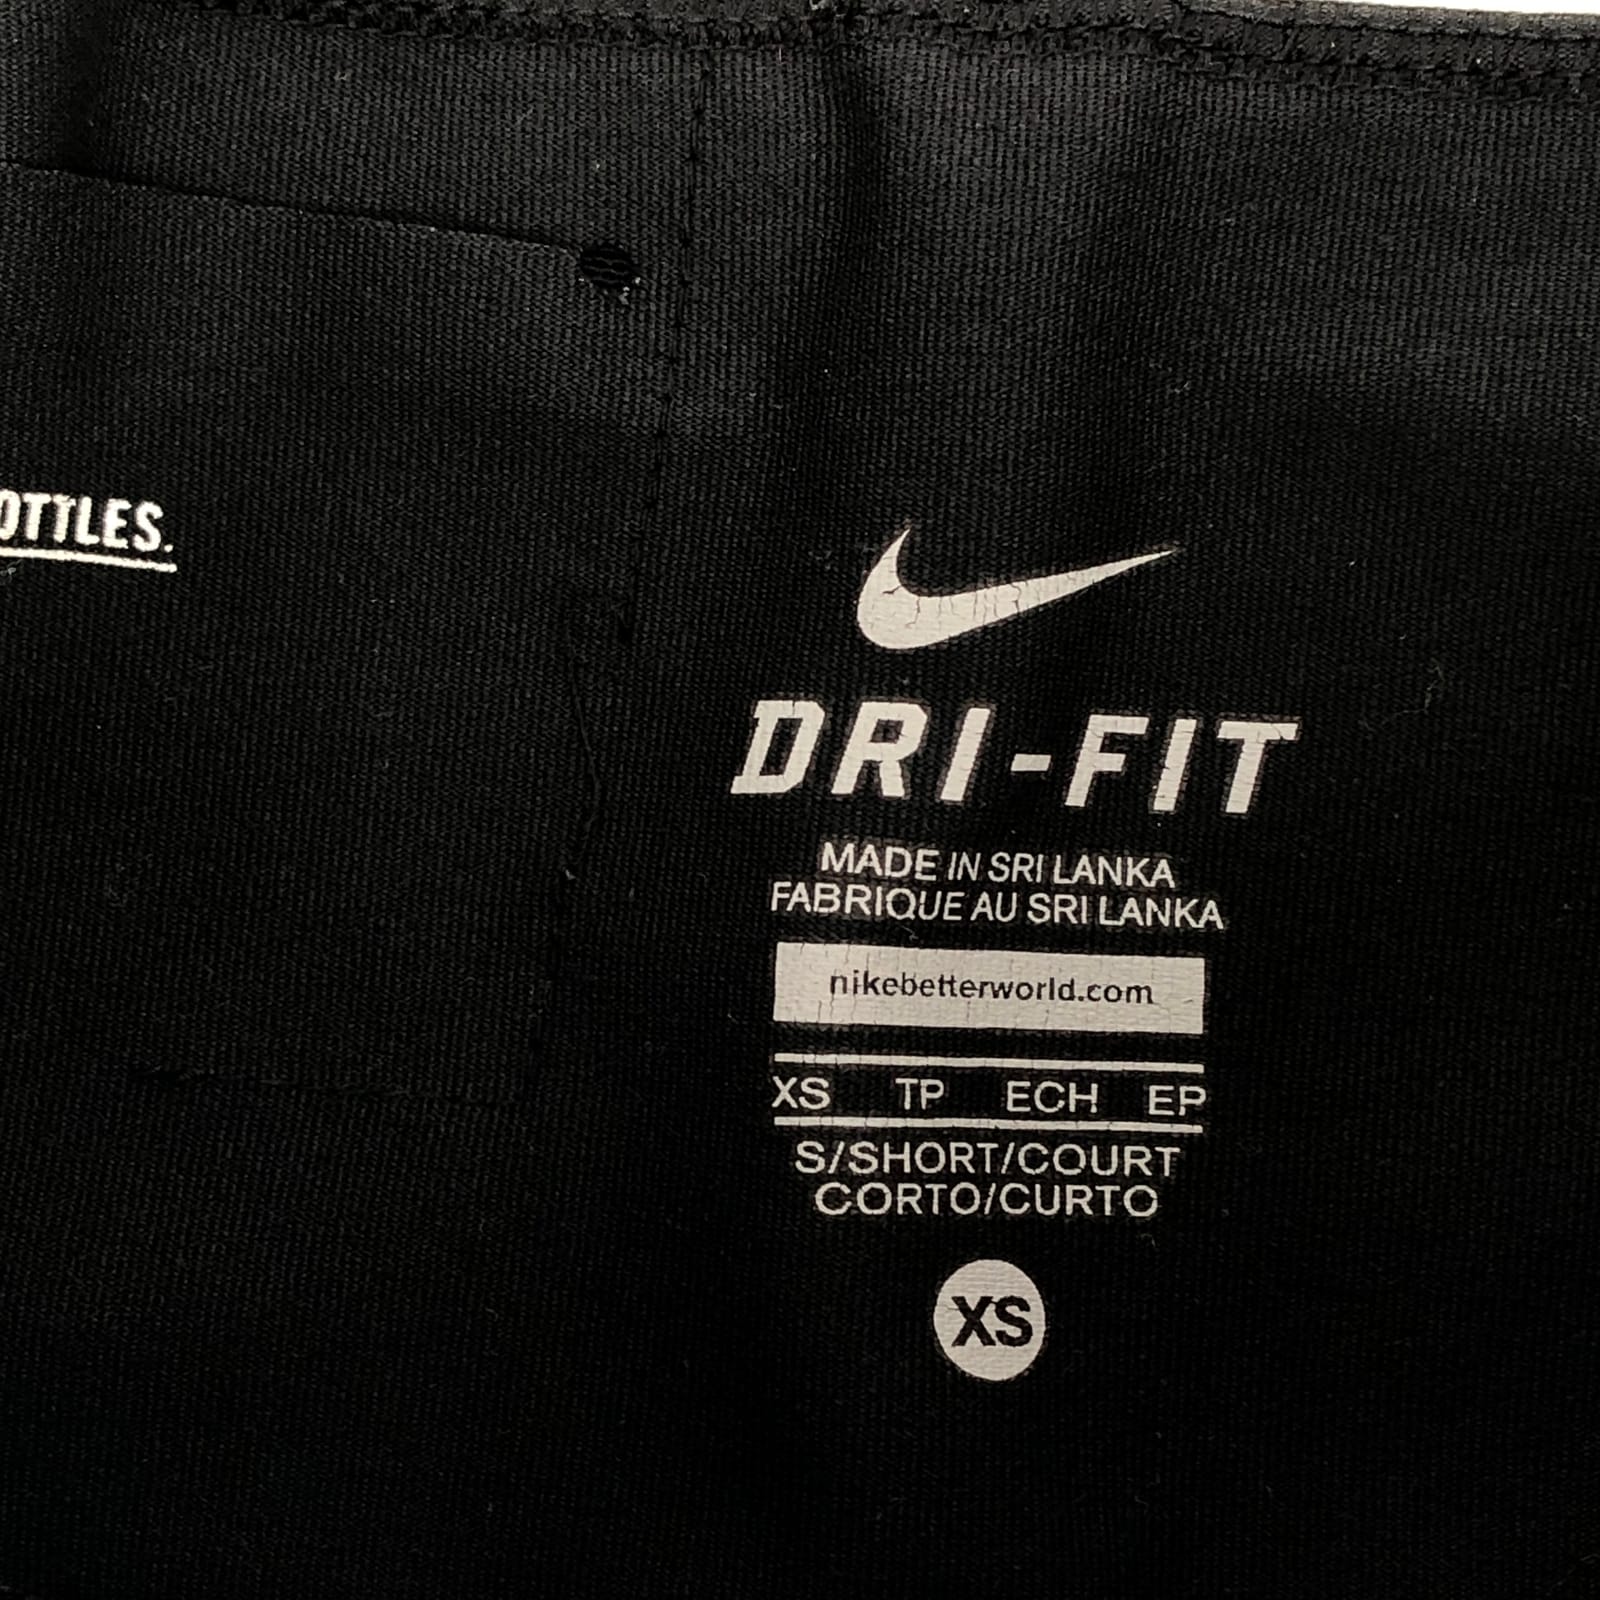 DRI-FIT
MADE IN SRI LANKA
FABRIQUE AU SRI LANKA
nikebetterworld.com
XS TP ECH EP
S/SHORT/COURT
CORTO/CURTO
XS